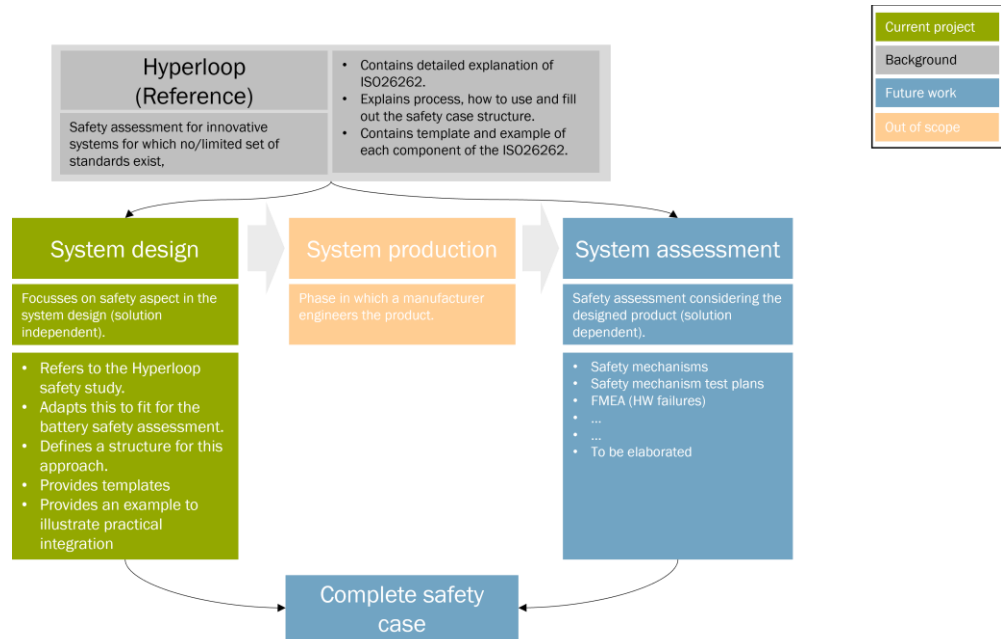 Current project
Background
Future work
Out of scope
Hyperloop
(Reference)
Safety assessment for innovative
systems for which no/limited set of
standards exist,
• Contains detailed explanation of
ISO26262.
• Explains process, how to use and fill
out the safety case structure.
• Contains template and example of
each component of the ISO26262.
System design
Focusses on safety aspect in the
system design (solution
independent).
• Refers to the Hyperloop
safety study.
• Adapts this to fit for the
battery safety assessment.
• Defines a structure for this
approach.
• Provides templates
• Provides an example to
illustrate practical
integration
System production
Phase in which a manufacturer
engineers the product.
System assessment
Safety assessment considering the
designed product (solution
dependent).
• Safety mechanisms
• Safety mechanism test plans
• FMEA (HW failures)
• ...
• ...
• To be elaborated
Complete safety
case